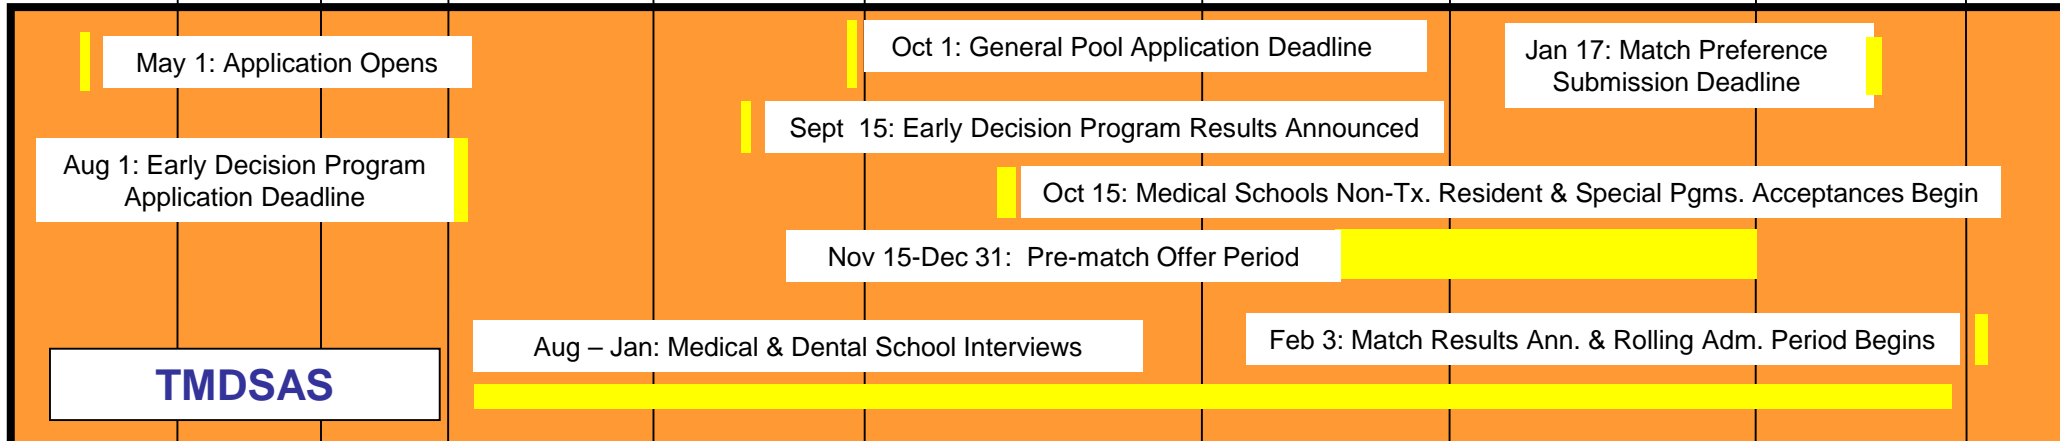 May 1: Application Opens
Oct 1: General Pool Application Deadline
Jan 17: Match Preference
Submission Deadline
Sept  15: Early Decision Program Results Announced
Aug 1: Early Decision Program
Application Deadline
Oct 15: Medical Schools Non-Tx. Resident & Special Pgms. Acceptances Begin
Nov 15-Dec 31:  Pre-match Offer Period
Aug – Jan: Medical & Dental School Interviews
Feb 3: Match Results Ann. & Rolling Adm. Period Begins
TMDSAS